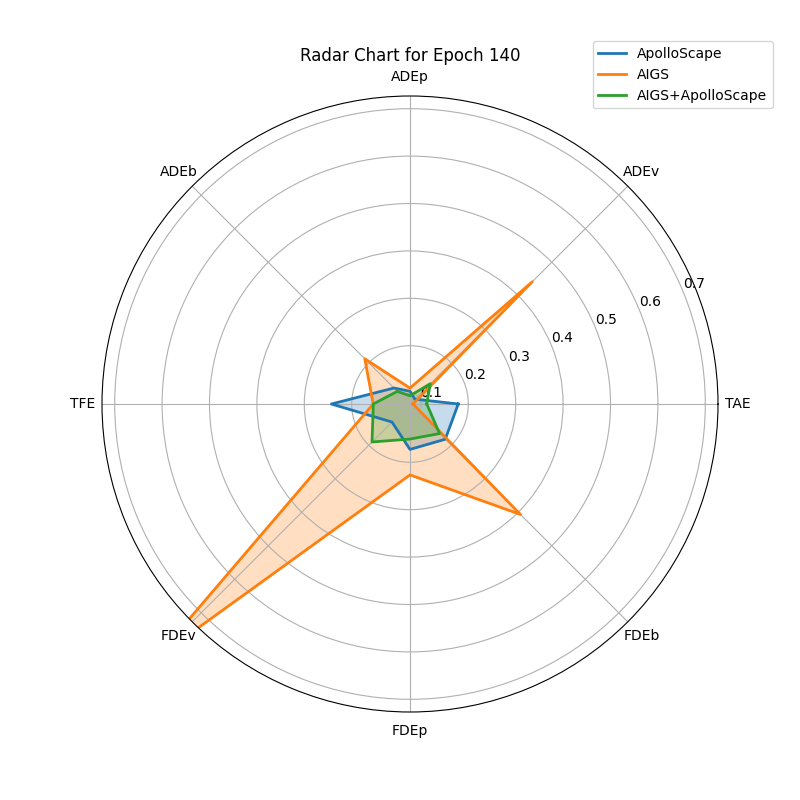 Radar Chart for Epoch 140
ApolloScape
AIGS
AIGS+ApolloScape
ADEp
ADEb
ADEv
0.7
0.6
0.5
0.4
0.3
0.2
0.1
TFE
TAE
FDEv
FDEb
FDEp